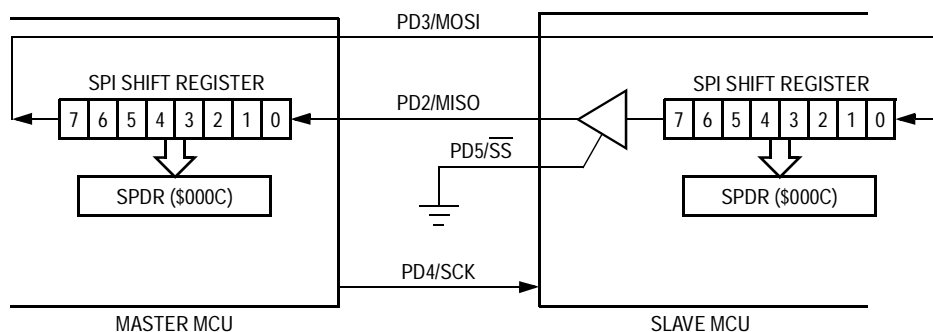 PD3/MOSI
SPI SHIFT REGISTER SPI SHIFT REGISTER
PD2/MISO
7 6 5 4 3 2 1 0 7 6 5 4 3 2 1 0
PD5/SS
SPDR ($000C) SPDR ($000C)
PD4/SCK
MASTER MCU SLAVE MCU